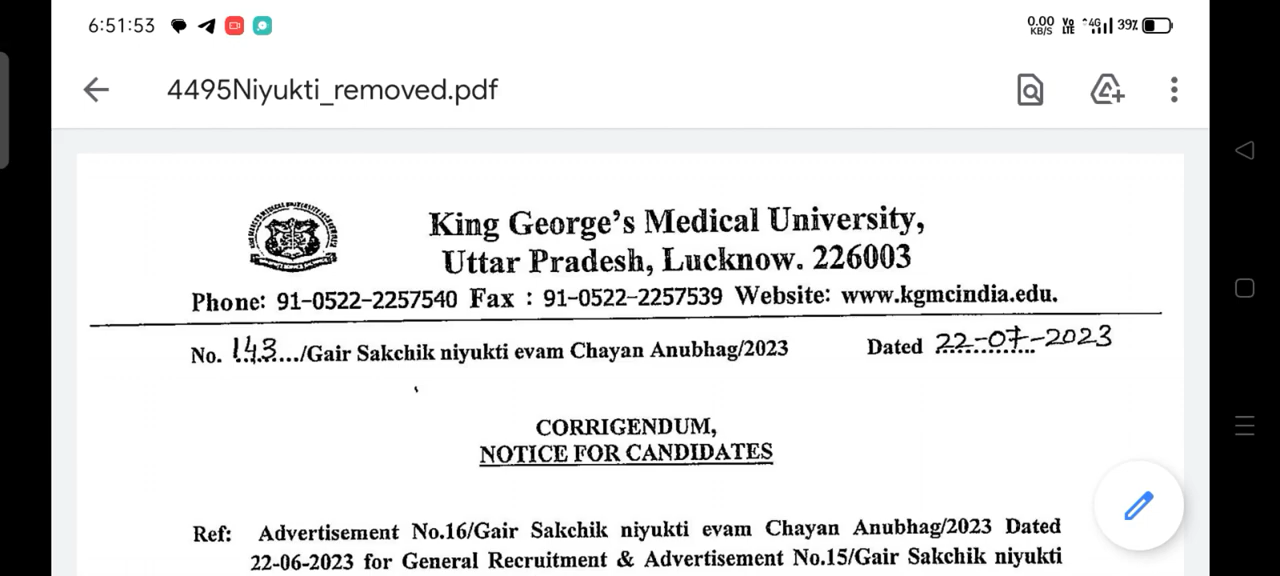 6:51:53
0.00 KB/S Vo LTE 4G 39%
4495Niyukti_removed.pdf
King George's Medical University,
Uttar Pradesh, Lucknow. 226003
Phone: 91-0522-2257540 Fax : 91-0522-2257539 Website: www.kgmcindia.edu.
No. 143.../Gair Sakchik niyukti evam Chayan Anubhag/2023 Dated 22-07-2023
CORRIGENDUM,
NOTICE FOR CANDIDATES
Ref: Advertisement No.16/Gair Sakchik niyukti evam Chayan Anubhag/2023 Dated
22-06-2023 for General Recruitment & Advertisement No.15/Gair Sakchik niyukti